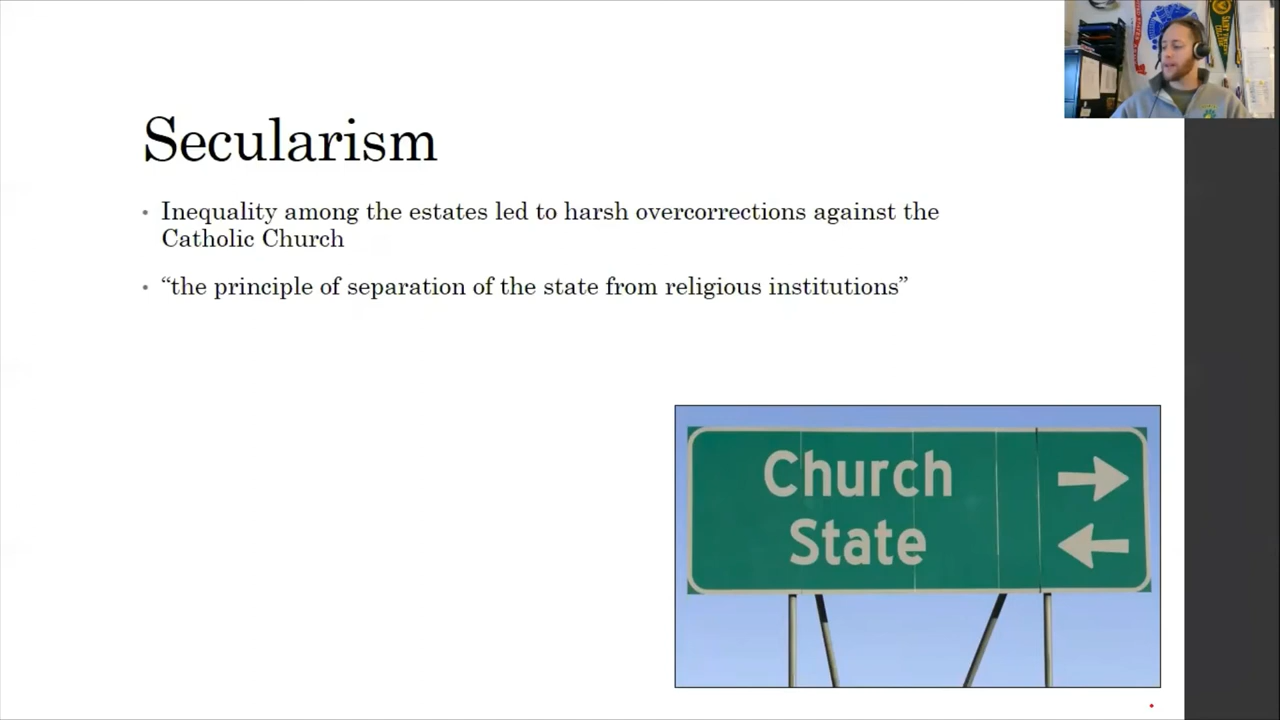 Secularism
• Inequality among the estates led to harsh overcorrections against the
Catholic Church
• “the principle of separation of the state from religious institutions”
Church
State